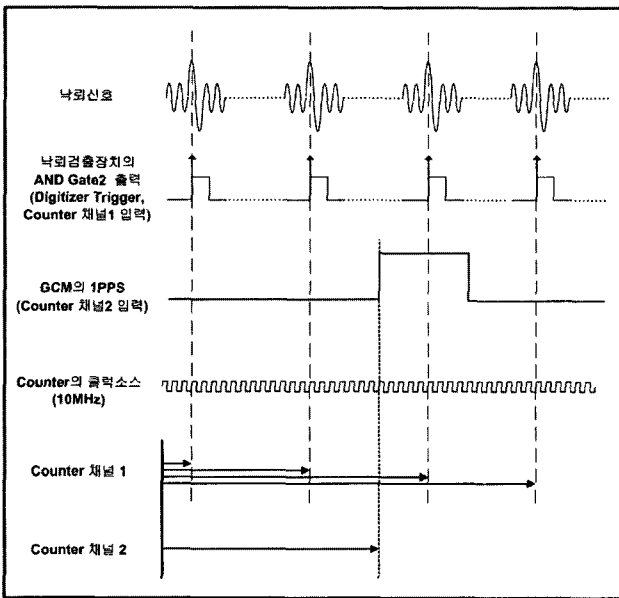 낙뢰신호
낙뢰검출장치의
AND Gate2 출력
(Digitizer Trigger,
Counter 채널1 입력)
GCM의 1PPS
(Counter 채널2 입력)
Counter의 클럭소스
(10MHz)
Counter 채널 1
Counter 채널 2